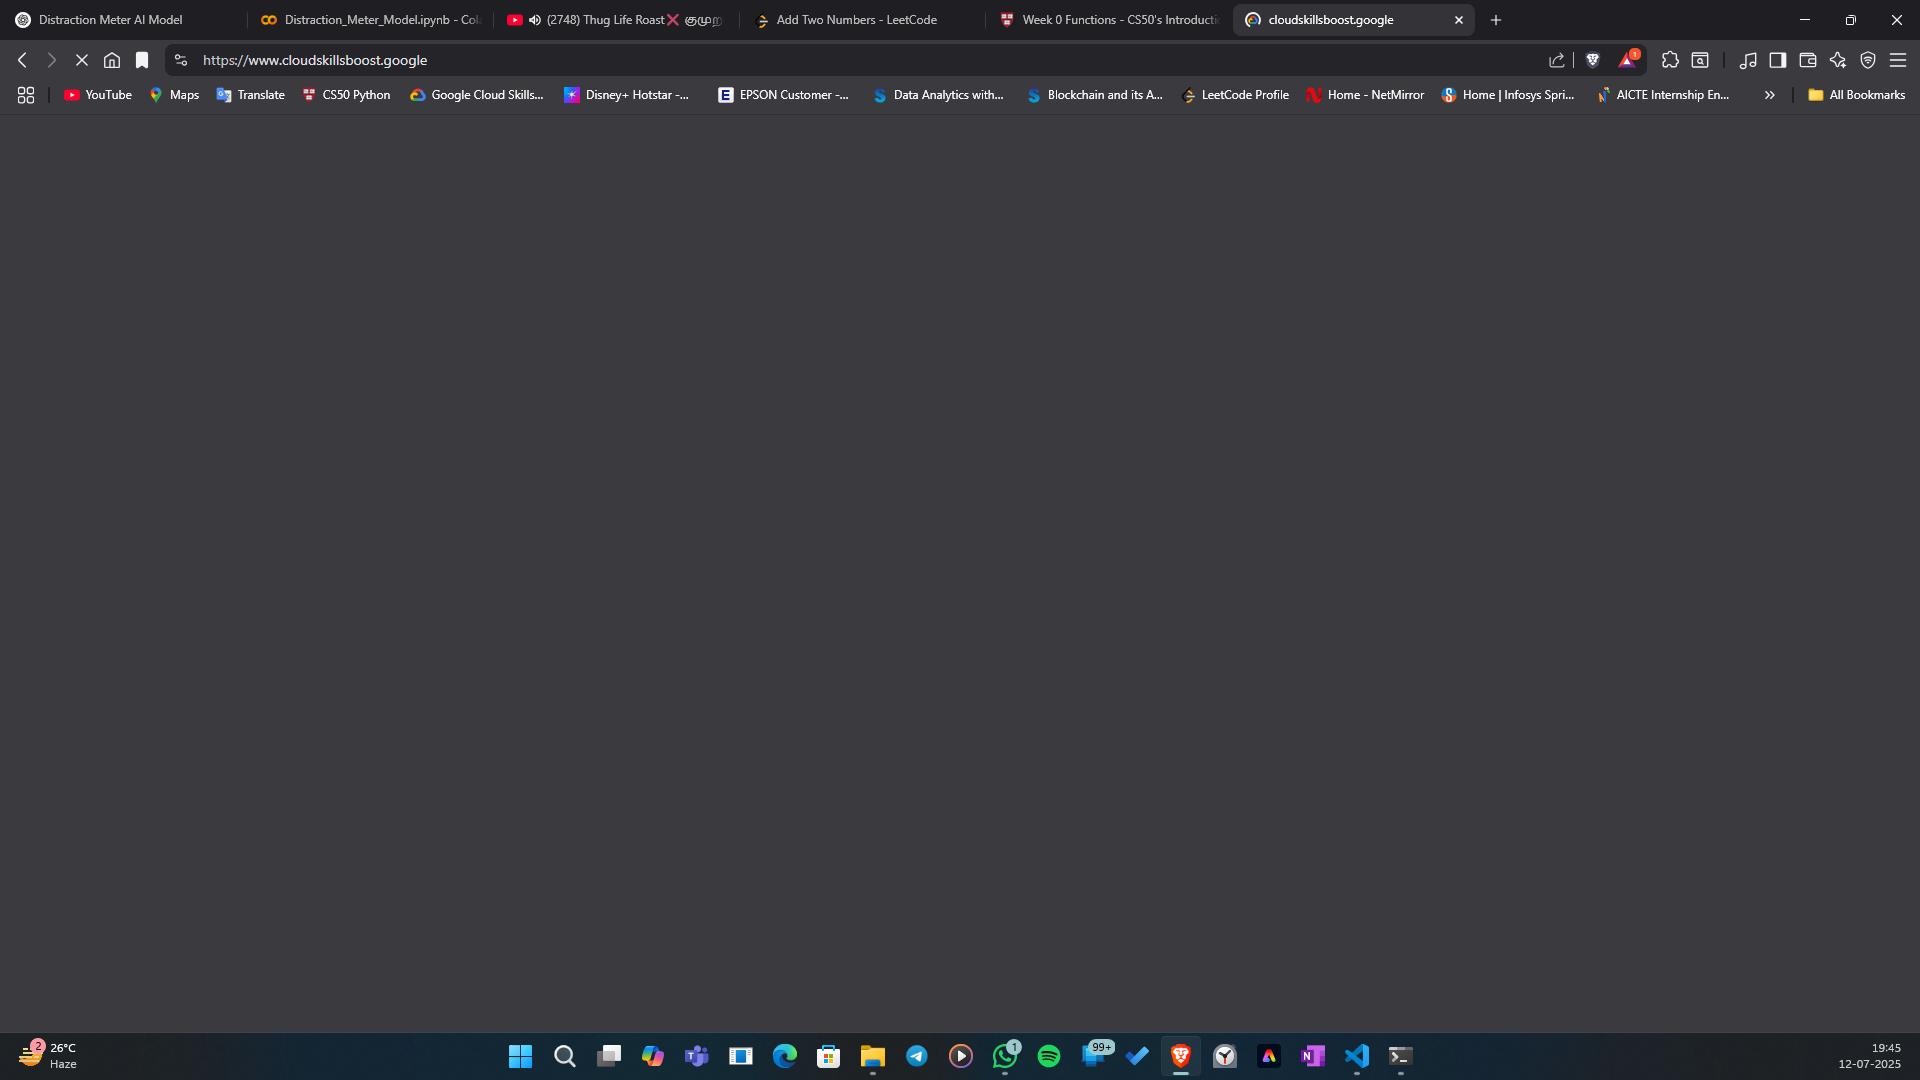 Distraction Meter AI Model
Distraction_Meter_Model.ipynb - Cola
(2748) Thug Life Roast❌ குமுற
Add Two Numbers - LeetCode
Week 0 Functions - CS50's Introductio
cloudskillsboost.google
https://www.cloudskillsboost.google
1
YouTube
Maps
Translate
CS50 Python
Google Cloud Skills...
Disney+ Hotstar -...
EPSON Customer -...
Data Analytics with...
Blockchain and its A...
LeetCode Profile
Home - NetMirror
Home | Infosys Spri...
AICTE Internship En...
All Bookmarks
2
26°C
Haze
1
99+
19:45
12-07-2025